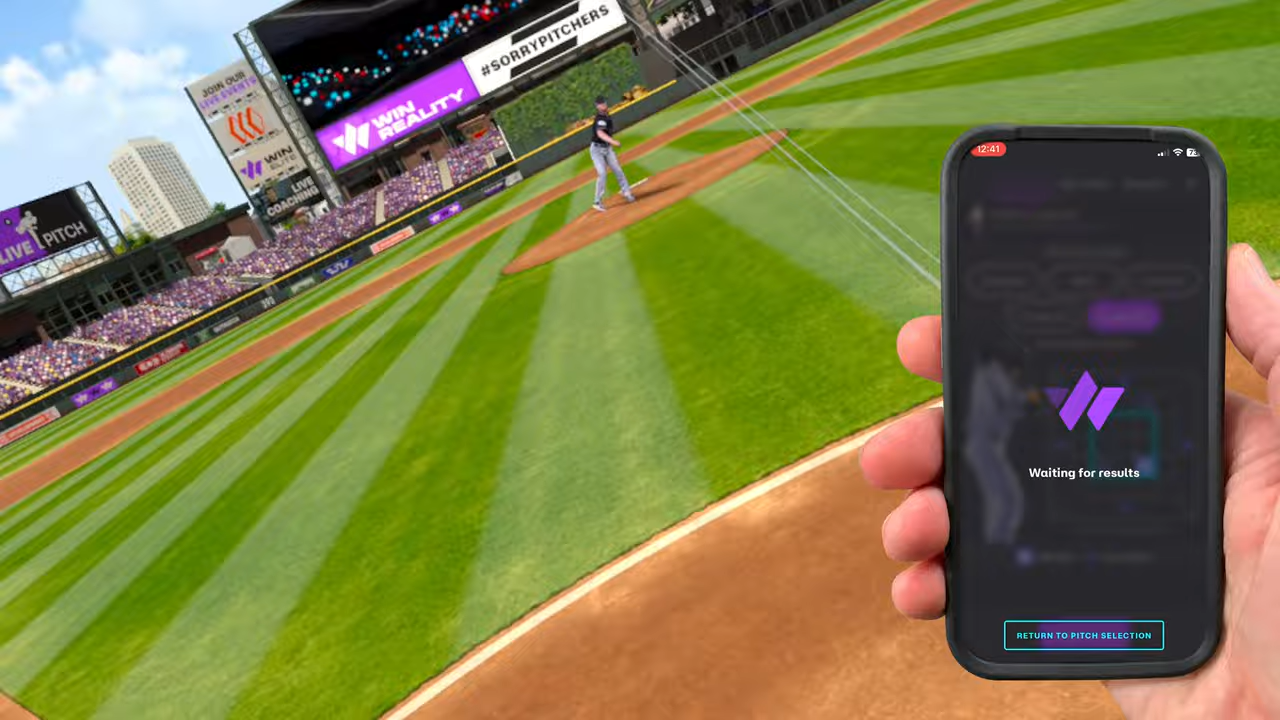 JOIN OUR
LIVE EVENTS
WIN
ELITE
LIVE
COACHING
LIVE PITCH
WIN
REALITY
#SORRYPITCHERS
12:41
Waiting for results
RETURN TO PITCH SELECTION